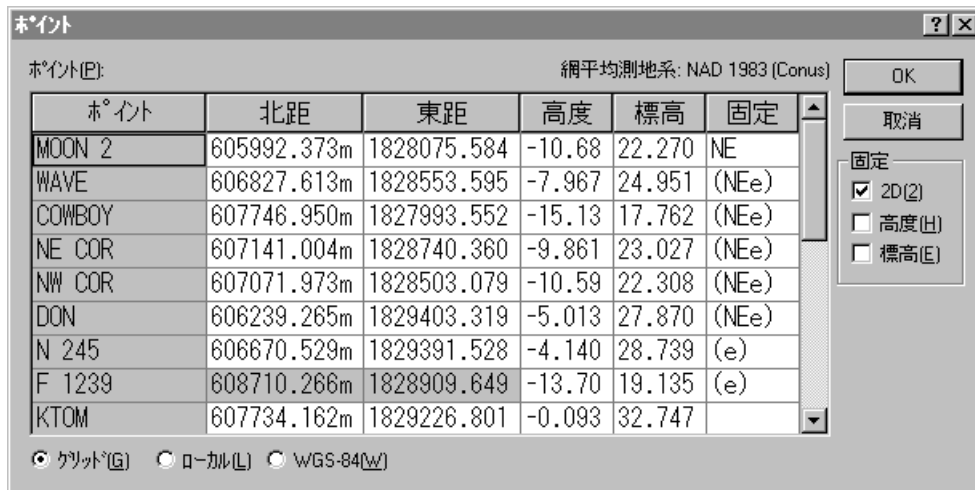 ﾎﾟｲﾝﾄ
ﾎﾟｲﾝﾄ(P):
網平均測地系: NAD 1983 (Conus)
ﾎﾟｲﾝﾄ 北距 東距 高度 標高 固定
MOON 2 605992.373m 1828075.584 -10.68 22.270 NE
WAVE 606827.613m 1828553.595 -7.967 24.951 (NEe)
COWBOY 607746.950m 1827993.552 -15.13 17.762 (NEe)
NE COR 607141.004m 1828740.360 -9.861 23.027 (NEe)
NW COR 607071.973m 1828503.079 -10.59 22.308 (NEe)
DON 606239.265m 1829403.319 -5.013 27.870 (NEe)
N 245 606670.529m 1829391.528 -4.140 28.739 (e)
F 1239 608710.266m 1828909.649 -13.70 19.135 (e)
KTOM 607734.162m 1829226.801 -0.093 32.747
ｸﾞﾘｯﾄﾞ(G) ﾛｰｶﾙ(L) WGS-84(W)
OK
取消
固定
2D(2)
高度(H)
標高(E)